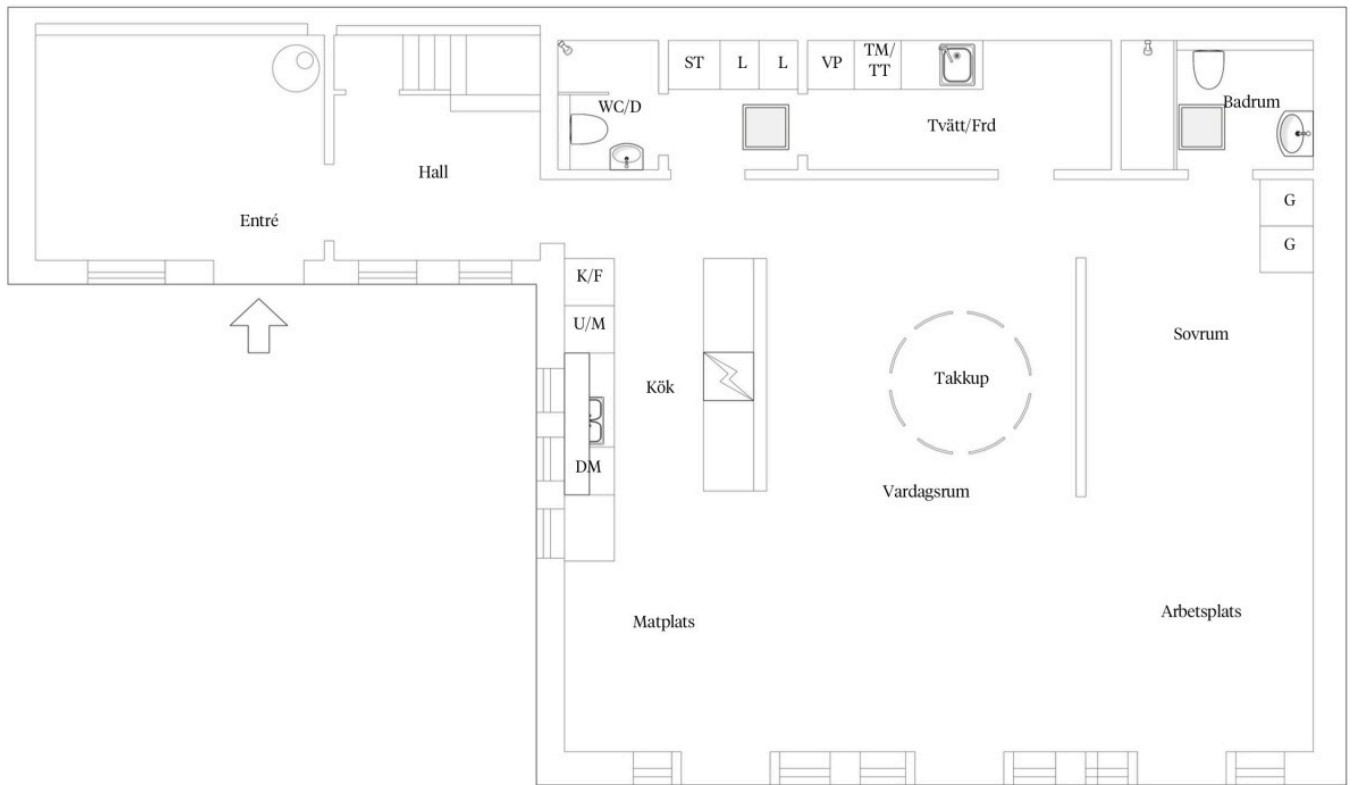 ST L L VP TM/
TT
WC/D
Badrum
Tvätt/Frd
Hall
G
Entré
G
K/F
U/M
Sovrum
Kök
Takkup
DM
Vardagsrum
Matplats
Arbetsplats